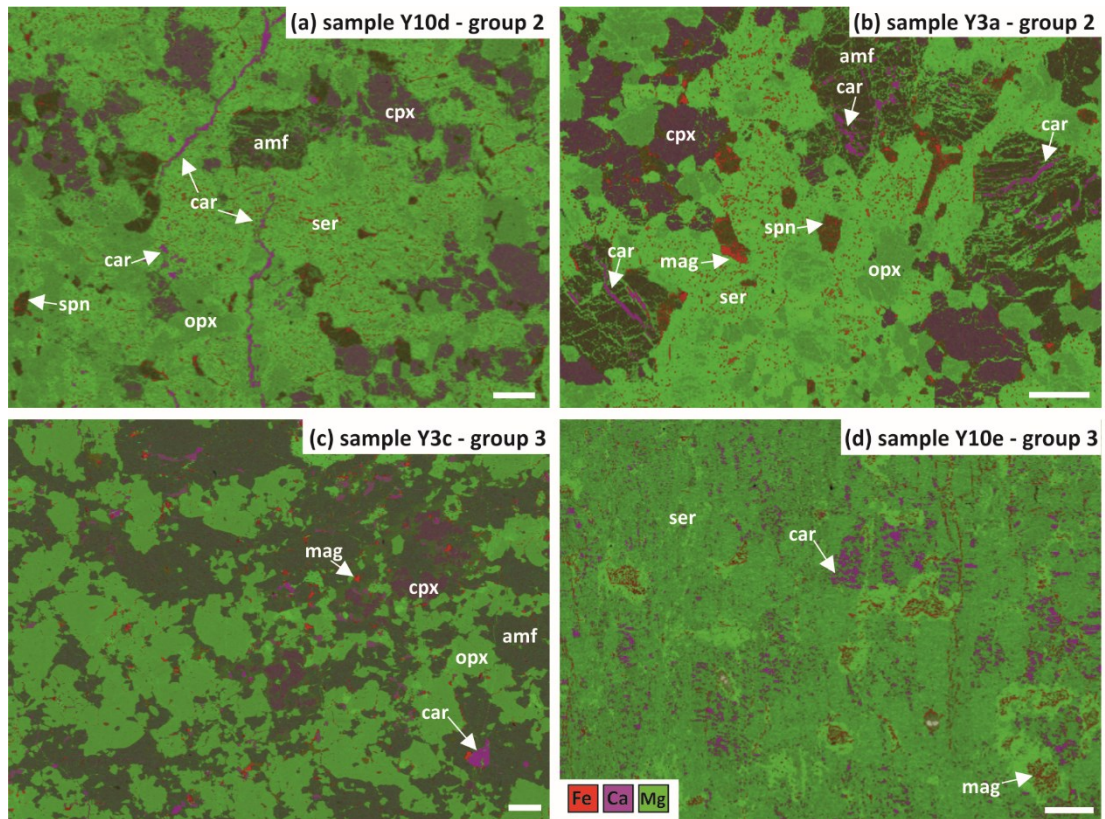 (a) sample Y10d - group 2
cpx
amf
car
ser
car
spn
opx
(b) sample Y3a - group 2
amf
car
cpx
car
spn
car
mag
opx
ser
(c) sample Y3c - group 3
mag
cpx
amf
opx
car
(d) sample Y10e - group 3
ser
car
mag
Fe Ca Mg